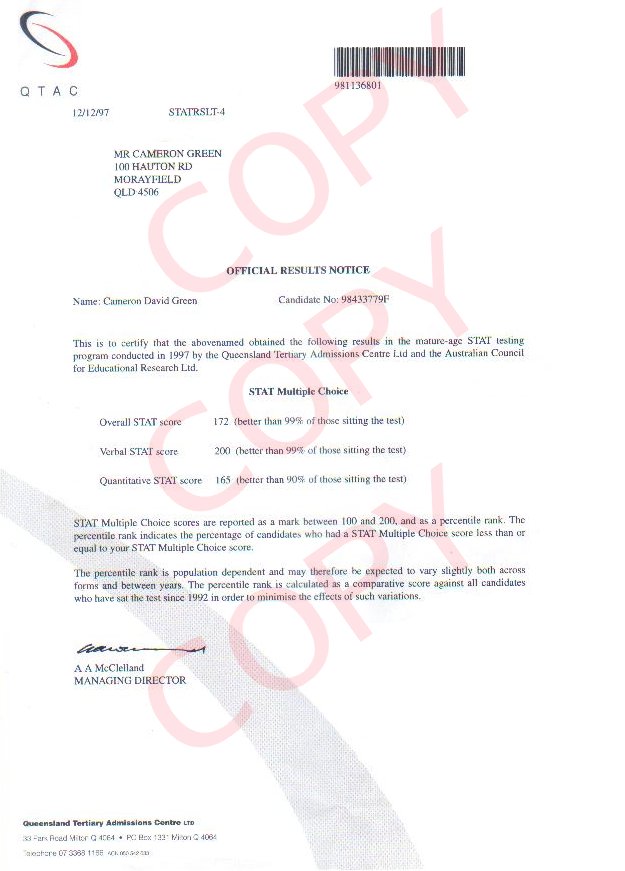 QTAC
981136801
12/12/97 STATRSLT-4
MR CAMERON GREEN
100 HAUTON RD
MORAYFIELD
QLD 4506
OFFICIAL RESULTS NOTICE
Name: Cameron David Green Candidate No: 98433779F
This is to certify that the abovenamed obtained the following results in the mature-age STAT testing
program conducted in 1997 by the Queensland Tertiary Admissions Centre Ltd and the Australian Council
for Educational Research Ltd.
STAT Multiple Choice
Overall STAT score 172 (better than 99% of those sitting the test)
Verbal STAT score 200 (better than 99% of those sitting the test)
Quantitative STAT score 165 (better than 90% of those sitting the test)
STAT Multiple Choice scores are reported as a mark between 100 and 200, and as a percentile rank. The
percentile rank indicates the percentage of candidates who had a STAT Multiple Choice score less than or
equal to your STAT Multiple Choice score.
The percentile rank is population dependent and may therefore be expected to vary slightly both across
forms and between years. The percentile rank is calculated as a comparative score against all candidates
who have sat the test since 1992 in order to minimise the effects of such variations.
A A McClelland
MANAGING DIRECTOR
Queensland Tertiary Admissions Centre LTD
33 Park Road Milton Q 4064 • PO Box 1331 Milton Q 4064
Telephone 07 3368 1166 ACN
COPY
COPY
COPY